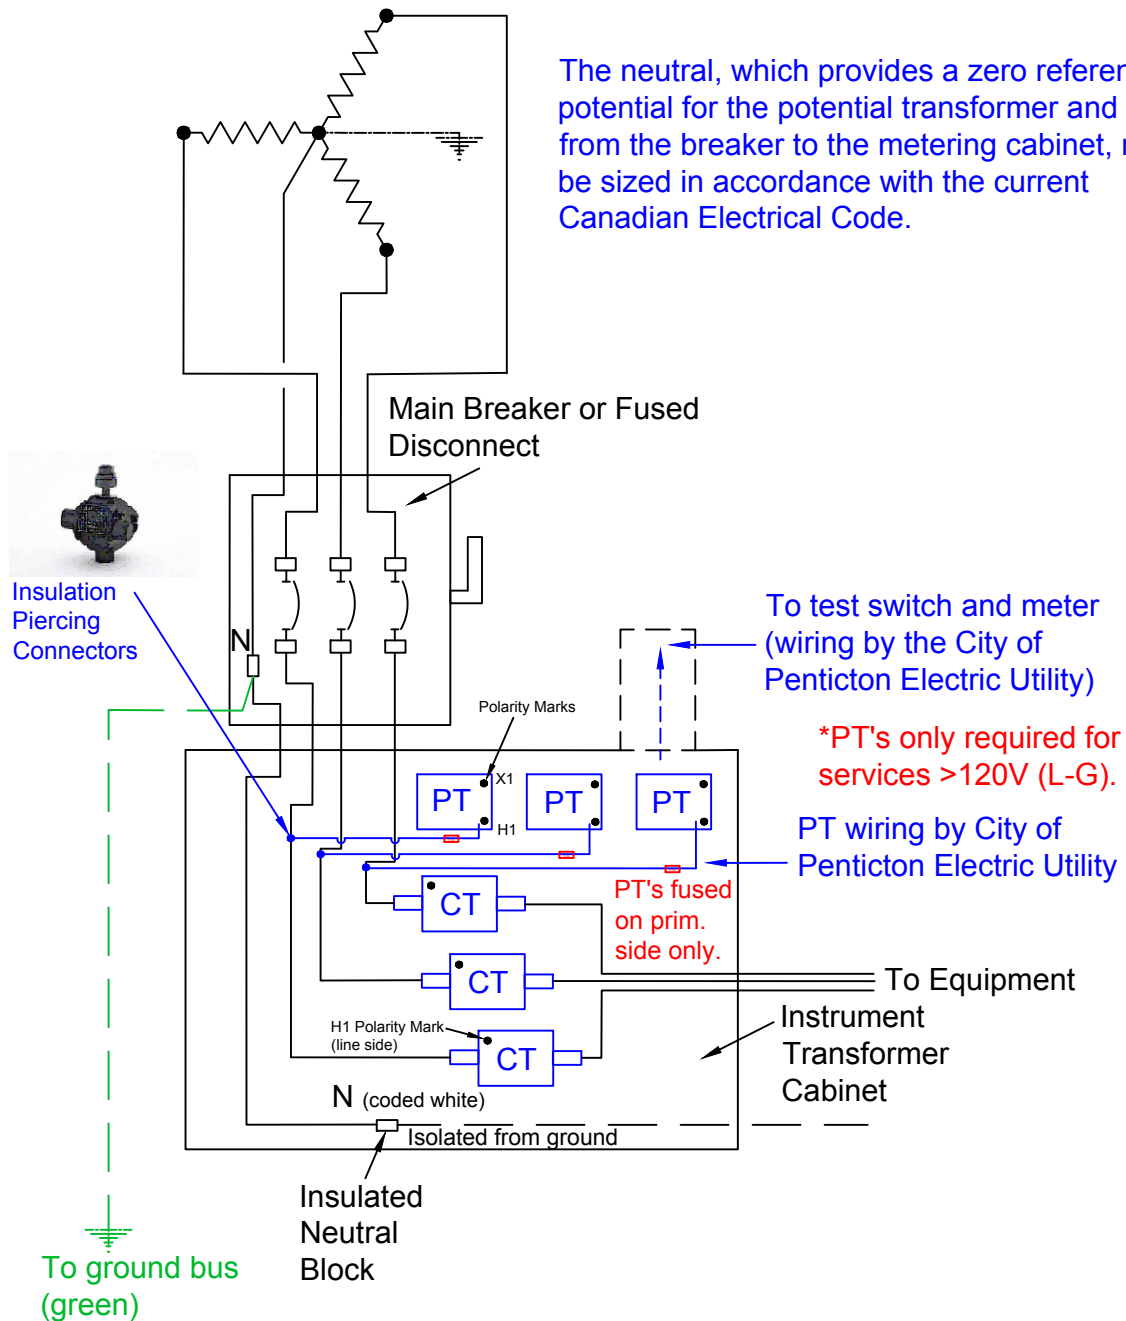 The neutral, which provides a zero referen
potential for the potential transformer and
from the breaker to the metering cabinet,
be sized in accordance with the current
Canadian Electrical Code.
Main Breaker or Fused
Disconnect
Insulation
Piercing
Connectors
N
To test switch and meter
(wiring by the City of
Penticton Electric Utility)
Polarity Marks
*PT's only required for
services >120V (L-G).
X1
PT
PT
PT
H1
PT wiring by City of
Penticton Electric Utility
PT's fused
on prim.
side only.
CT
CT
To Equipment
H1 Polarity Mark
(line side)
CT
Instrument
Transformer
Cabinet
N (coded white)
Isolated from ground
Insulated
Neutral
Block
To ground bus
(green)